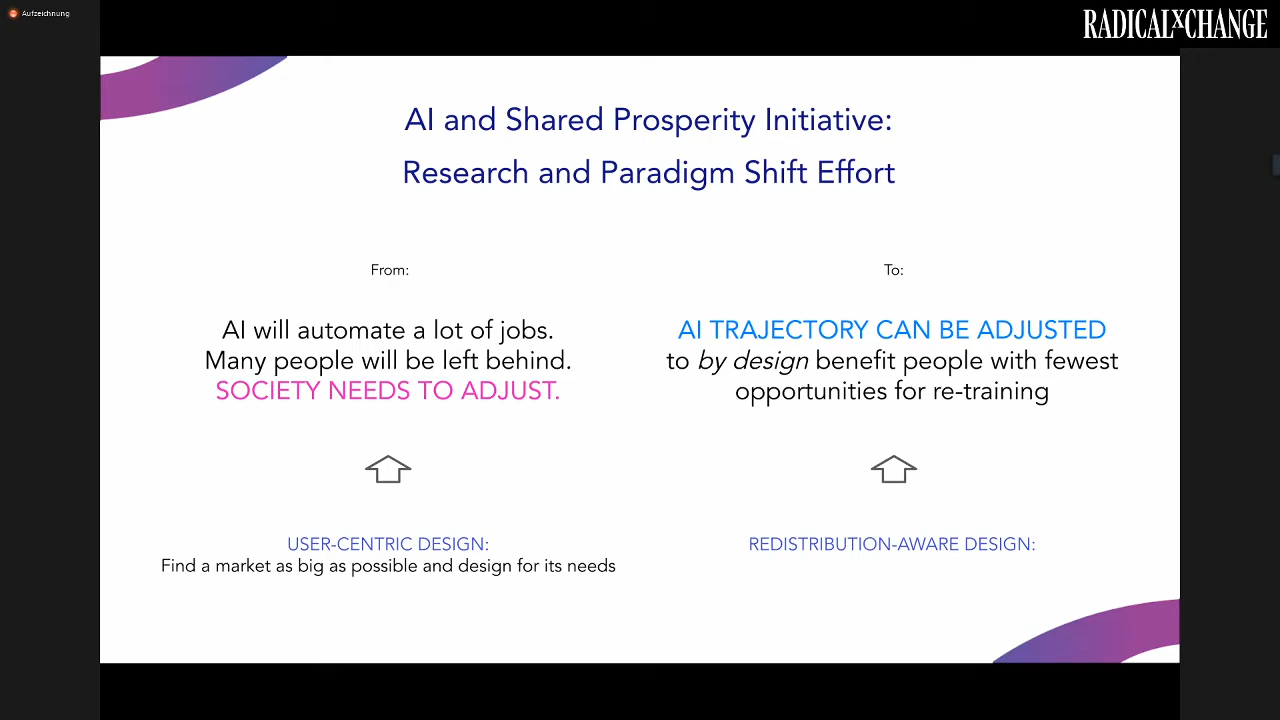 Aufzeichnung
RADICALXCHANGE
AI and Shared Prosperity Initiative:
Research and Paradigm Shift Effort
From:
AI will automate a lot of jobs.
Many people will be left behind.
SOCIETY NEEDS TO ADJUST.
USER-CENTRIC DESIGN:
Find a market as big as possible and design for its needs
To:
AI TRAJECTORY CAN BE ADJUSTED
to by design benefit people with fewest
opportunities for re-training
REDISTRIBUTION-AWARE DESIGN: